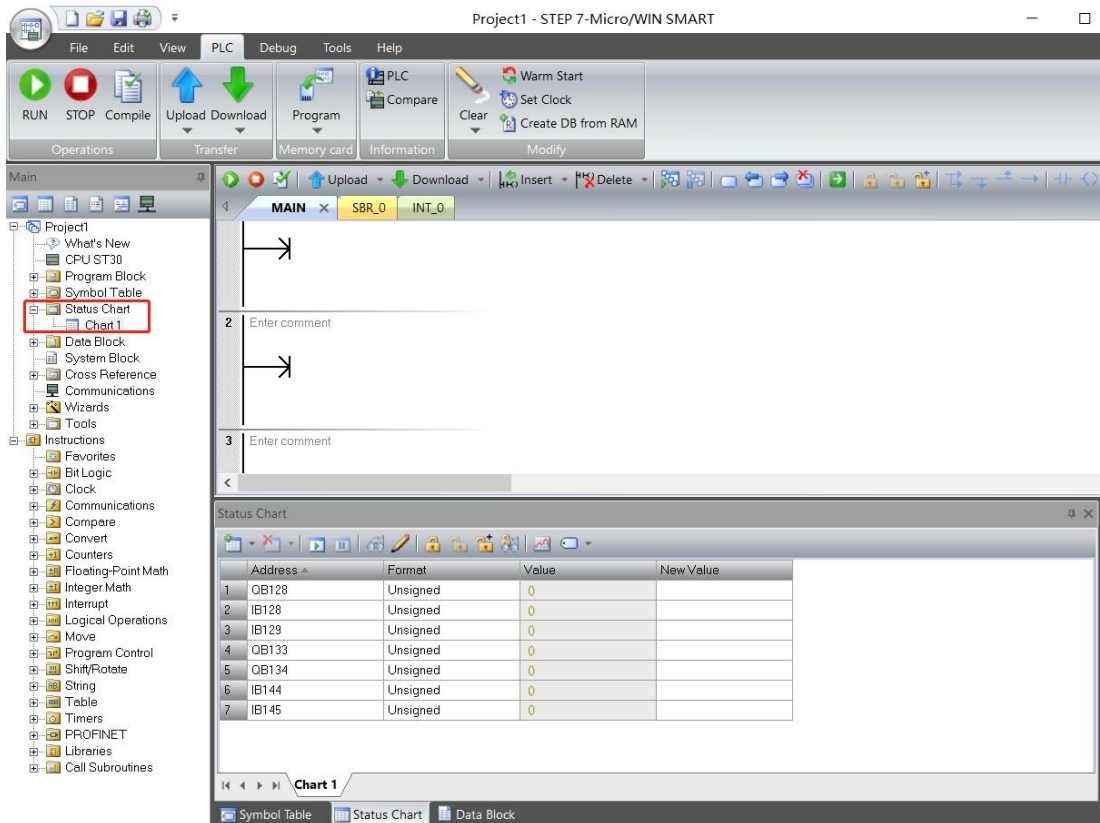 Project1 - STEP 7-Micro/WIN SMART
File Edit View PLC Debug Tools Help
RUN STOP Compile Upload Download Program PLC Compare Clear Warm Start Set Clock Create DB from RAM
Operations Transfer Memory card Information Modify
Main
Upload Download Insert Delete
MAIN SBR_0 INT_0
Project1
What's New
CPU ST30
Program Block
Symbol Table
Status Chart
Chart 1
Data Block
System Block
Cross Reference
Communications
Wizards
Tools
Instructions
Favorites
Bit Logic
Clock
Communications
Compare
Convert
Counters
Floating-Point Math
Integer Math
Interrupt
Logical Operations
Move
Program Control
Shift/Rotate
String
Table
Timers
PROFINET
Libraries
Call Subroutines
2 Enter comment
3 Enter comment
Status Chart
Address Format Value New Value
1 QB128 Unsigned 0
2 IB128 Unsigned 0
3 IB129 Unsigned 0
4 QB133 Unsigned 0
5 QB134 Unsigned 0
6 IB144 Unsigned 0
7 IB145 Unsigned 0
Chart 1
Symbol Table Status Chart Data Block